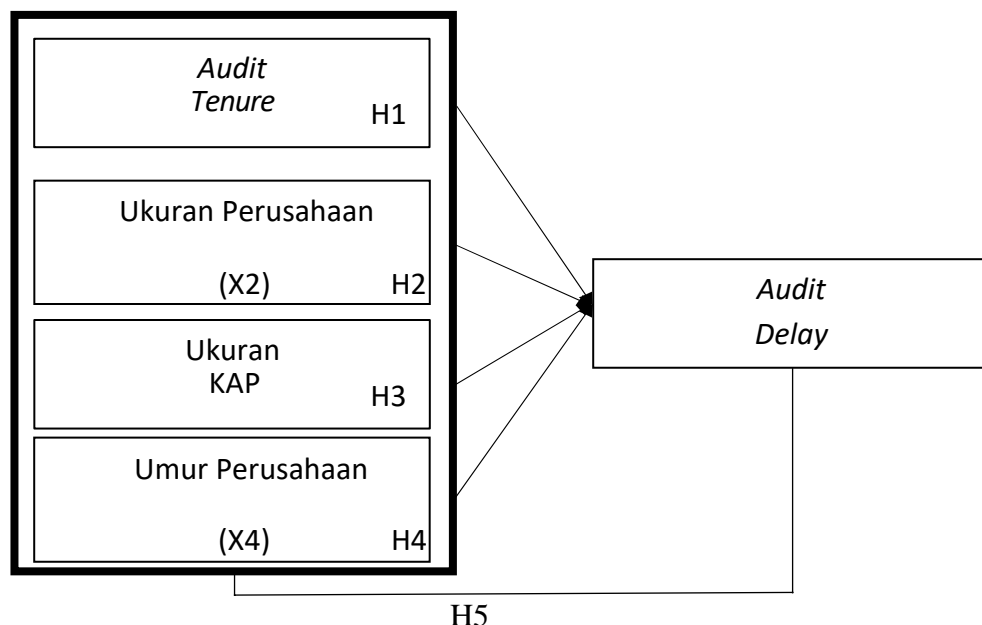 Audit
Tenure
H1
Ukuran Perusahaan
(X2)
H2
Ukuran
KAP
H3
Umur Perusahaan
(X4)
H4
Audit
Delay
H5